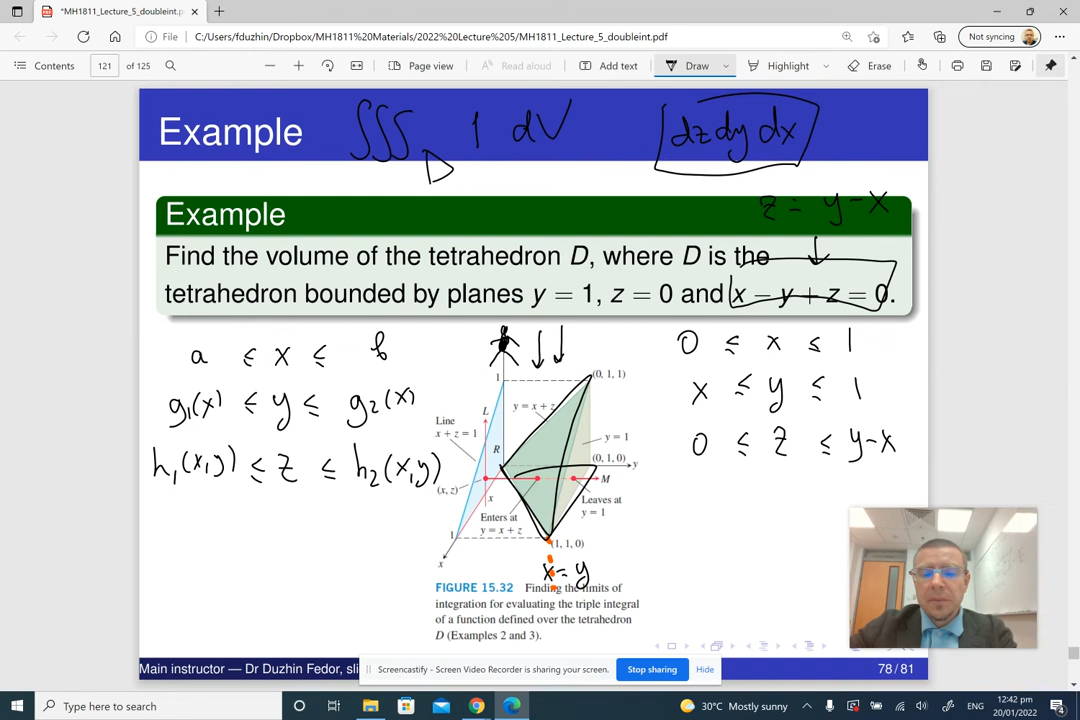 *MH1811_Lecture_5_doubleint.p
File
C:/Users/fduzhin/Dropbox/MH1811%20Materials/2022%20Lecture%205/MH1811_Lecture_5_doubleint.pdf
Not syncing
Contents
121 of 125
Page view
Read aloud
Add text
Draw
Highlight
Erase
Example ∭_D 1 dV dz dy dx
z = y-x
Example
Find the volume of the tetrahedron D, where D is the
tetrahedron bounded by planes y = 1, z = 0 and x − y + z = 0.
a ≤ x ≤ b
g1(x) ≤ y ≤ g2(x)
h1(x,y) ≤ z ≤ h2(x,y)
0 ≤ x ≤ 1
x ≤ y ≤ 1
0 ≤ z ≤ y-x
z
1
(0, 1, 1)
y = x + z
L
Line
x + z = 1
y = 1
R
(0, 1, 0)
y
M
(x, z)
x
Leaves at
y = 1
Enters at
y = x + z
1
(1, 1, 0)
x
x = y
FIGURE 15.32 Finding the limits of
integration for evaluating the triple integral
of a function defined over the tetrahedron
D (Examples 2 and 3).
Main instructor — Dr Duzhin Fedor, sli
78 / 81
Screencastify - Screen Video Recorder is sharing your screen.
Stop sharing
Hide
Type here to search
30°C Mostly sunny
ENG
12:42 pm
20/01/2022
4